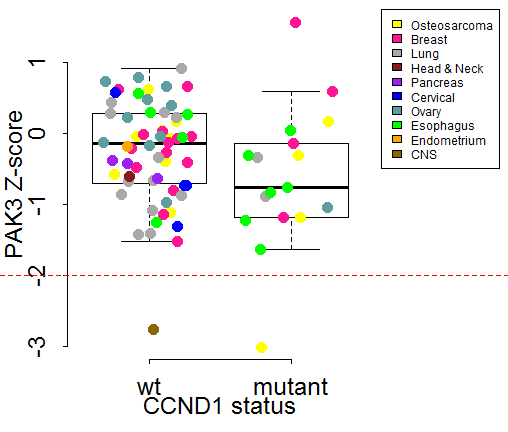 Osteosarcoma
Breast
Lung
Head & Neck
Pancreas
Cervical
Ovary
Esophagus
Endometrium
CNS
PAK3 Z-score
1
0
-1
-2
-3
wt mutant
CCND1 status